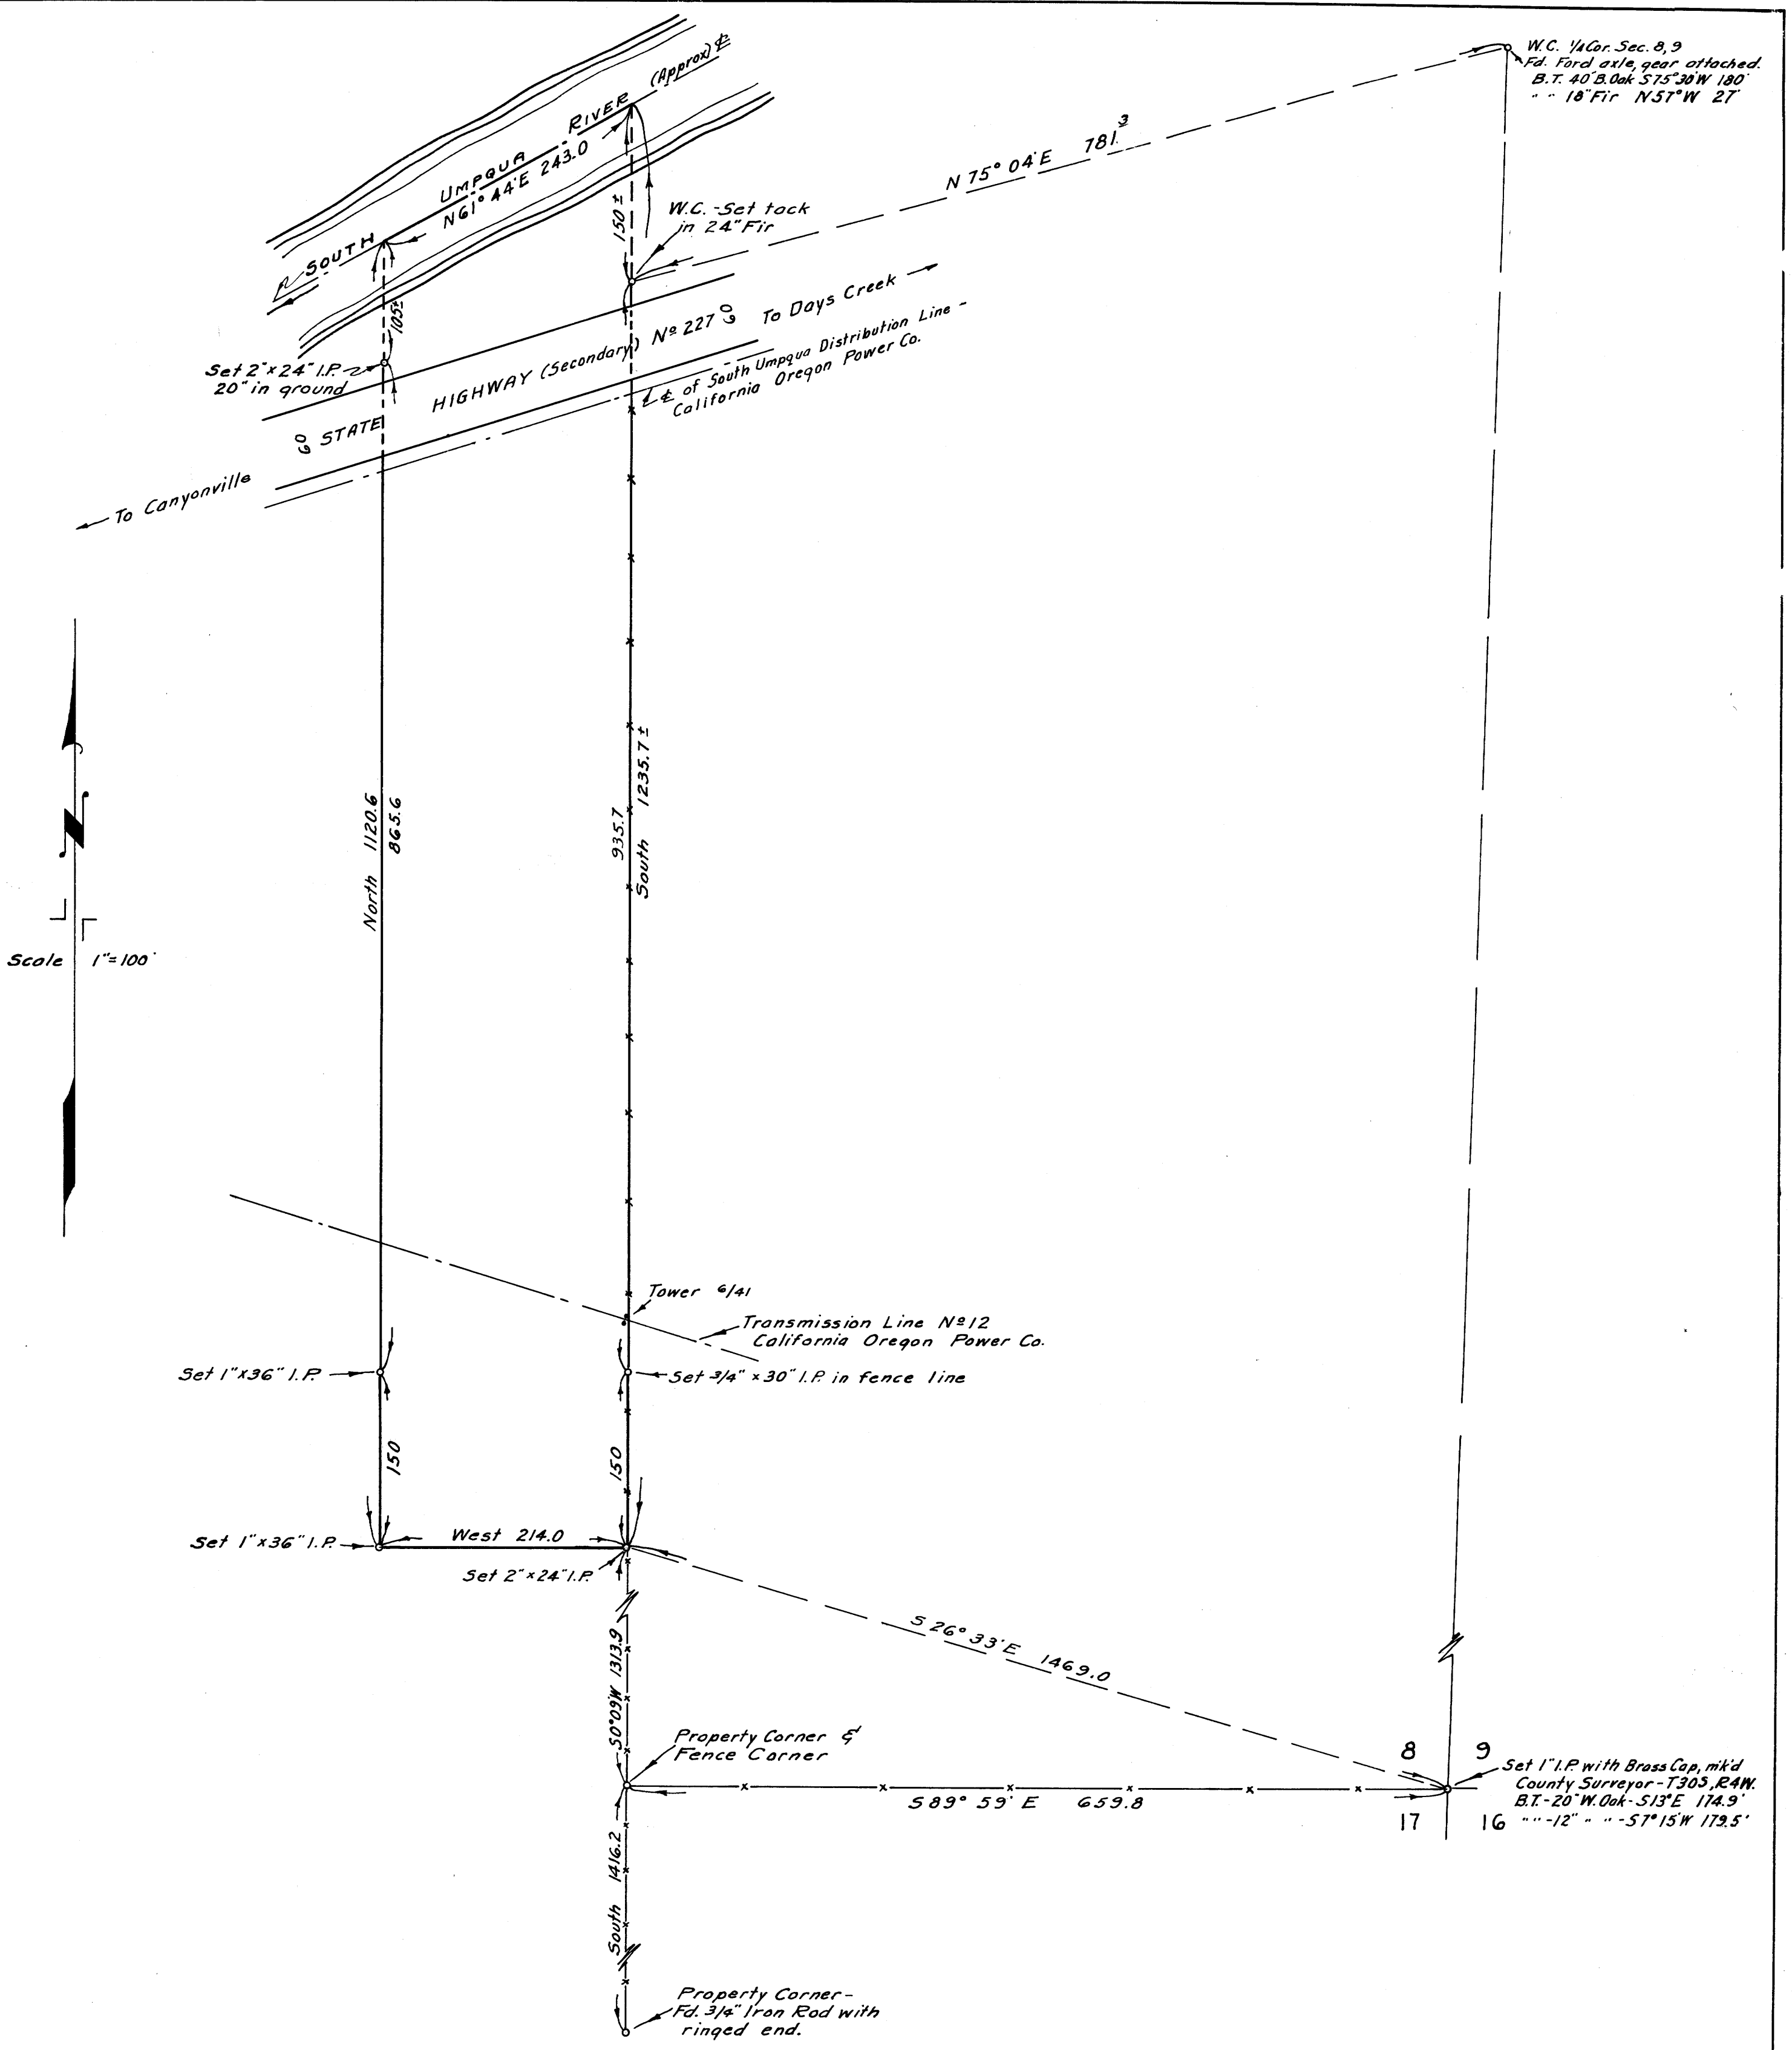 W.C. 1/4 Cor. Sec. 8,9
Fd. Ford axle, gear attached.
B.T. 40" B.Oak S75°30'W 180'
" " 18" Fir N57°W 27'
SOUTH UMPQUA RIVER (Approx) ℄
N61°44'E 243.0
N 75° 04'E 781.3
150 ±
W.C. - Set tack
in 24" Fir
105±
Set 2" x 24" I.P.
20" in ground
60 STATE HIGHWAY (Secondary) Nº 227 60 To Days Creek
℄ of South Umpqua Distribution Line -
California Oregon Power Co.
To Canyonville
North 1120.6
865.6
935.7
South 1235.7 ±
N
Scale 1"=100'
Tower 6/41
Transmission Line Nº 12
California Oregon Power Co.
Set 1" x 36" I.P.
Set 3/4" x 30" I.P. in fence line
150
150
Set 1" x 36" I.P.
West 214.0
Set 2" x 24" I.P.
S 26° 33' E 1469.0
S0°09'W 1313.9
Property Corner &
Fence Corner
8 9
S 89° 59' E 659.8
17 16
Set 1" I.P. with Brass Cap, mk'd
County Surveyor - T30S, R4W.
B.T. - 20" W. Oak - S13°E 174.9'
" " - 12" " " - S7°15'W 179.5'
South 1416.2
Property Corner -
Fd. 3/4" Iron Rod with
ringed end.